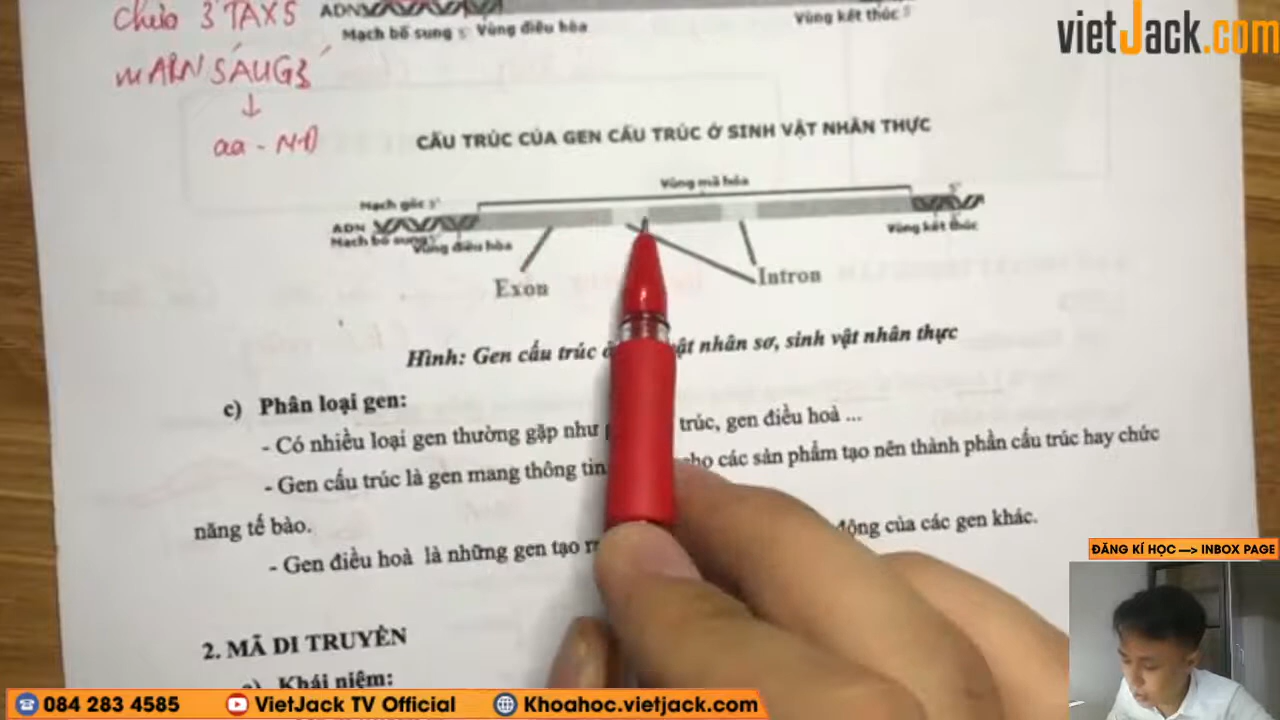 Chứa 3'TAX5'
mARN 5'AUG3'
↓
aa - MĐ
ADN
Mạch bổ sung 5' Vùng điều hòa
Vùng kết thúc
vietJack.com
CẤU TRÚC CỦA GEN CẤU TRÚC Ở SINH VẬT NHÂN THỰC
Vùng mã hóa
Mạch gốc 3'
5'
ADN
Mạch bổ sung
Vùng điều hòa
Vùng kết thúc
Exon
Intron
Hình: Gen cấu trúc nhân sơ, sinh vật nhân thực
c) Phân loại gen:
- Có nhiều loại gen thường gặp như trúc, gen điều hoà ...
- Gen cấu trúc là gen mang thông tin cho các sản phẩm tạo nên thành phần cấu trúc hay chức
năng tế bào.
- Gen điều hoà là những gen tạo động của các gen khác.
2. MÃ DI TRUYỀN
Khái niệm:
ĐĂNG KÍ HỌC —> INBOX PAGE
084 283 4585 VietJack TV Official Khoahoc.vietjack.com